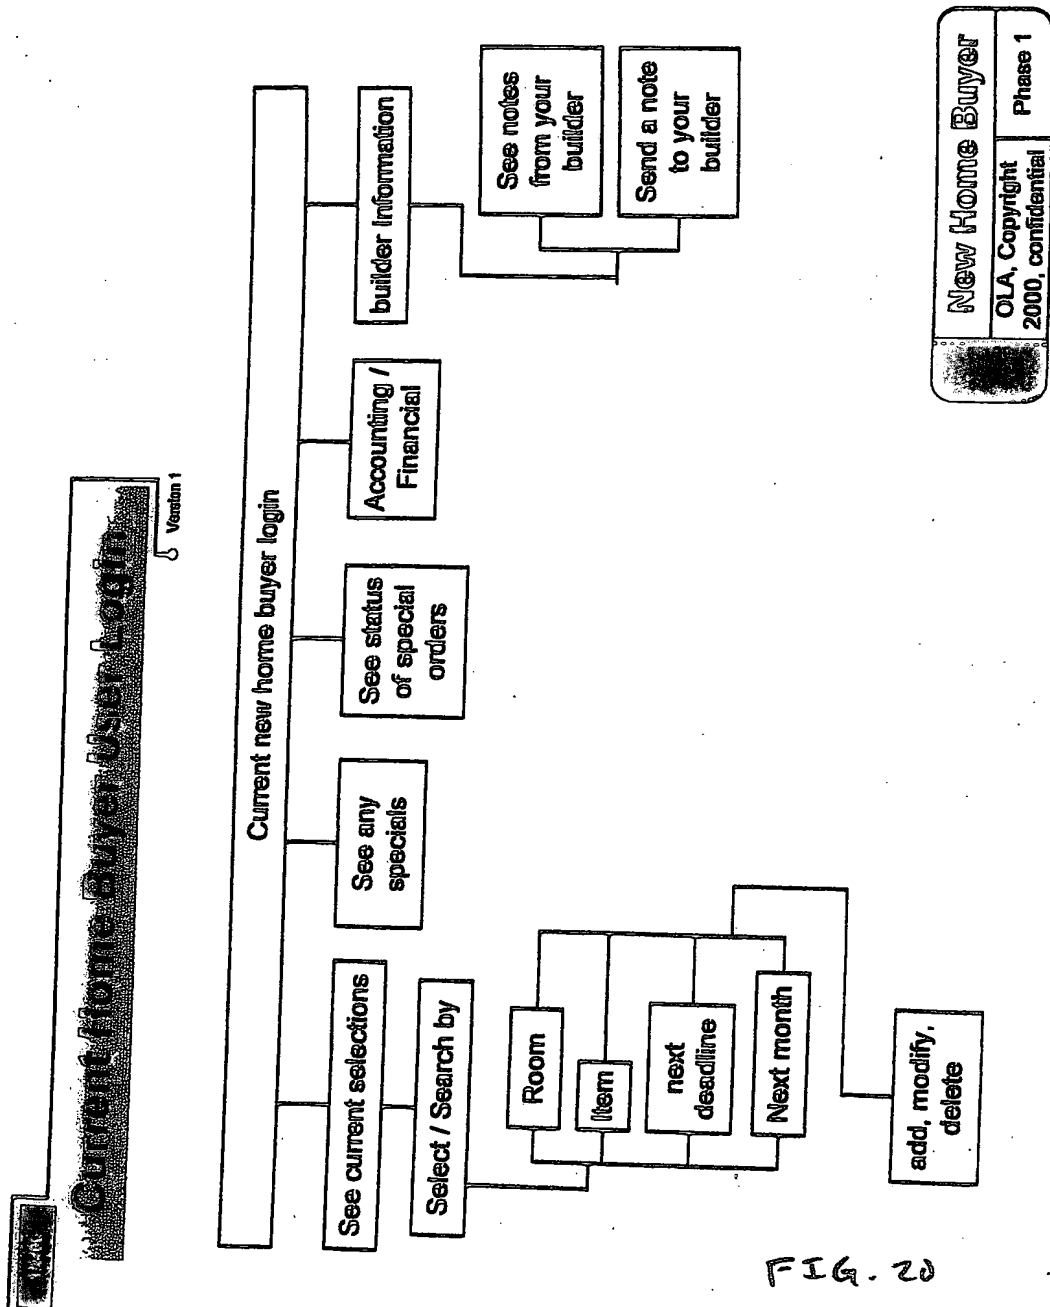 Current Home Buyer User Login
Version 1
Current new home buyer login
See current selections
See any
specials
See status
of special
orders
Accounting /
Financial
builder Information
Select / Search by
Room
Item
next
deadline
Next month
add, modify,
delete
See notes
from your
builder
Send a note
to your
builder
New Home Buyer
OLA, Copyright
2000, confidential
Phase 1
FIG. 20